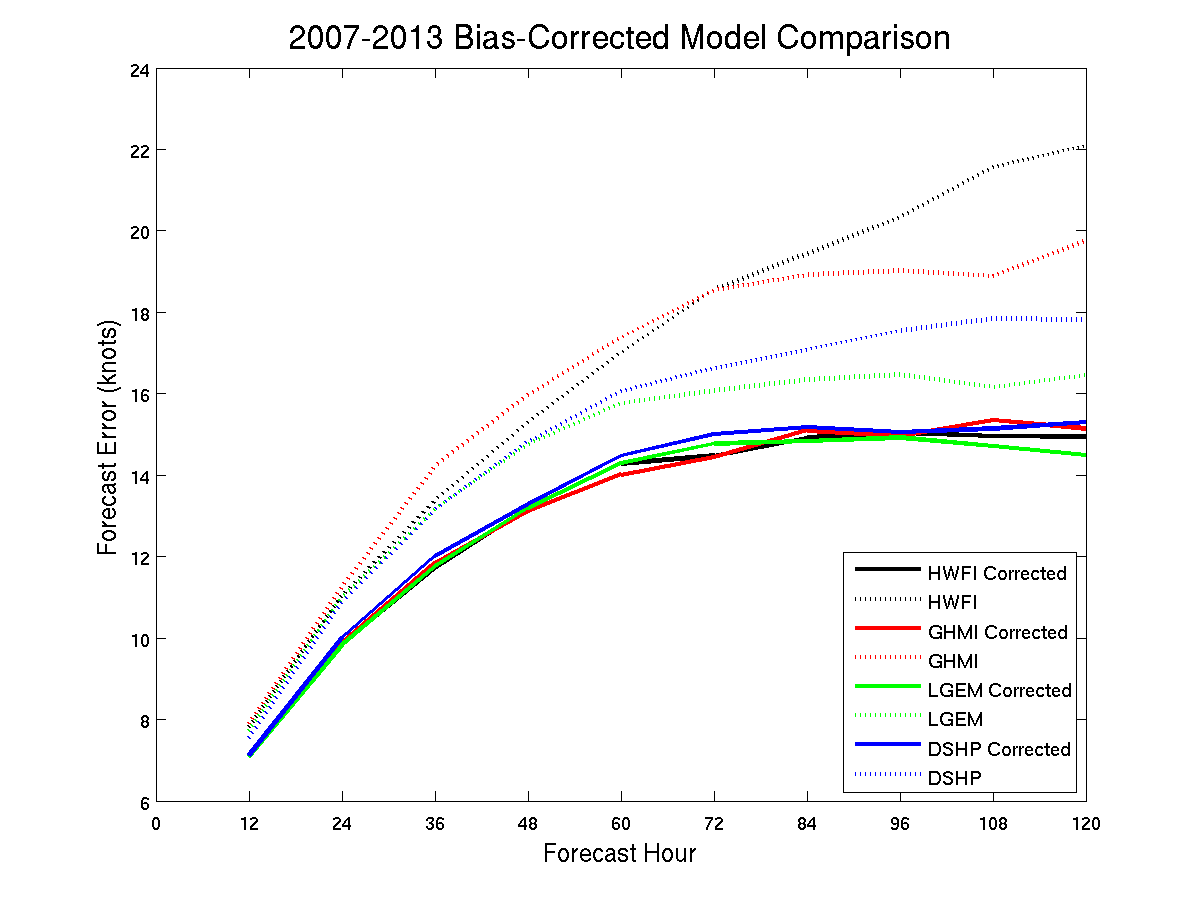 2007-2013 Bias-Corrected Model Comparison
24
22
20
18
16
14
12
10
8
6
Forecast Error (knots)
HWFI Corrected
HWFI
GHMI Corrected
GHMI
LGEM Corrected
LGEM
DSHP Corrected
DSHP
0 12 24 36 48 60 72 84 96 108 120
Forecast Hour